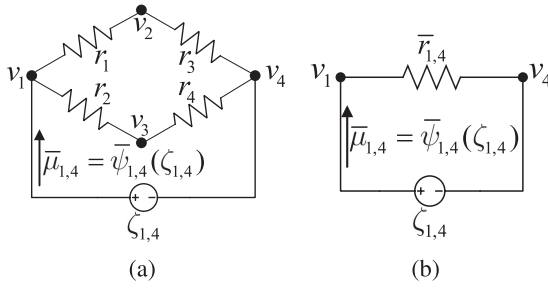 v₂
r₁ r₃
v₁ v₄
r₂ r₄
v₃
μ̄₁,₄ = ψ̄₁,₄(ζ₁,₄)
+ -
ζ₁,₄
(a)
r̄₁,₄
v₁ v₄
μ̄₁,₄ = ψ̄₁,₄(ζ₁,₄)
+ -
ζ₁,₄
(b)